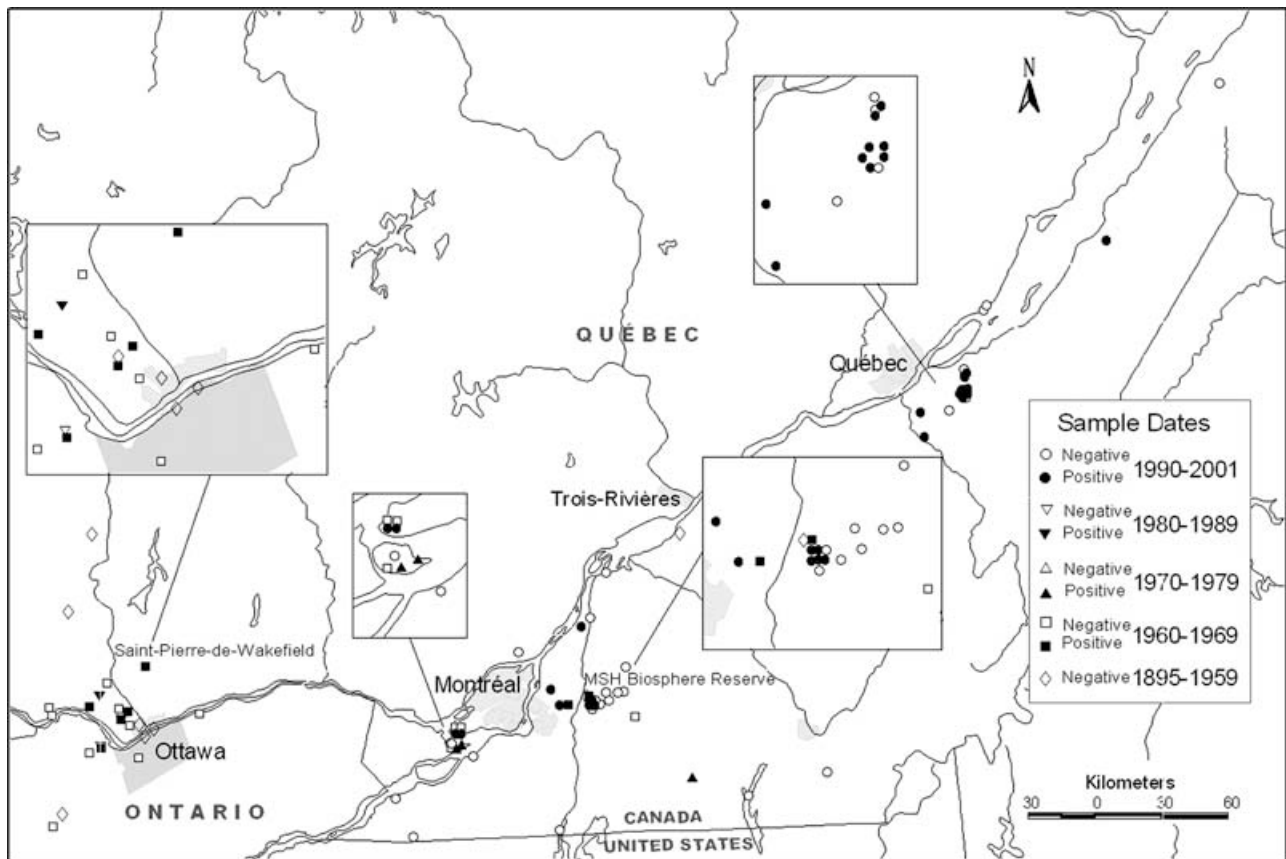 N
QUÉBEC
Québec
Sample Dates
Negative
Positive
1990-2001
Negative
Positive
1980-1989
Negative
Positive
1970-1979
Negative
Positive
1960-1969
Negative
1895-1959
Trois-Rivières
Saint-Pierre-de-Wakefield
Montréal
MSH Biosphere Reserve
Ottawa
ONTARIO
CANADA
UNITED STATES
Kilometers
30 0 30 60